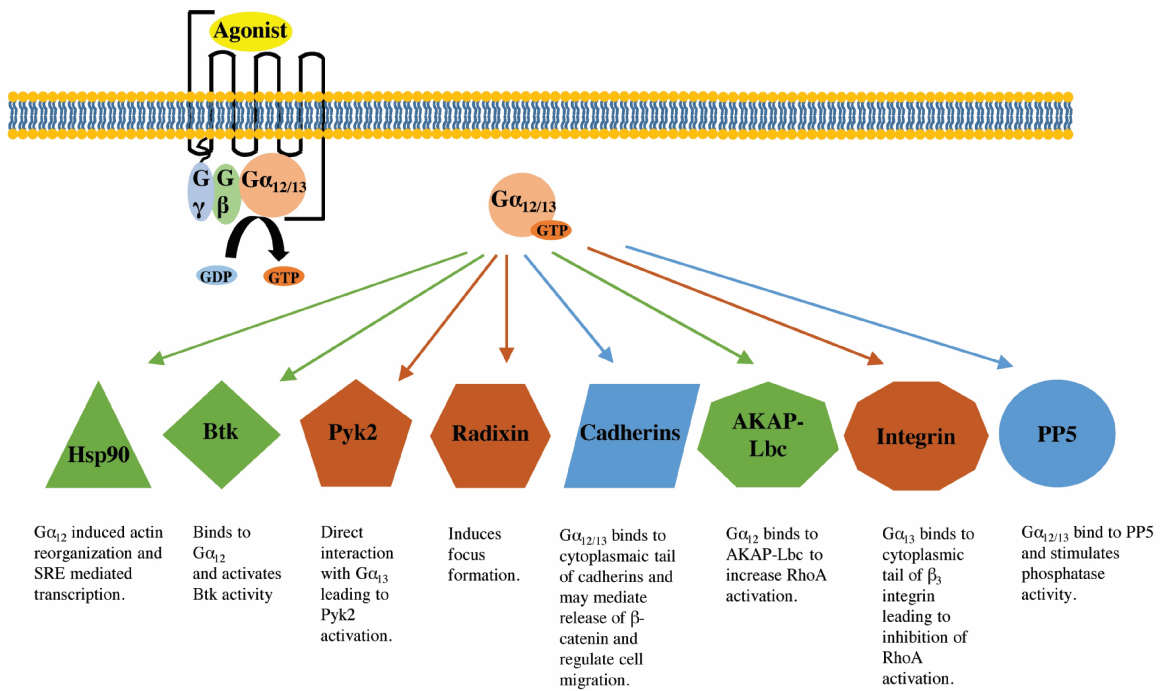 Agonist
G
γ
G
β
Gα12/13
GDP
GTP
Gα12/13
GTP
Hsp90
Btk
Pyk2
Radixin
Cadherins
AKAP-
Lbc
Integrin
PP5
Gα12 induced actin
reorganization and
SRE mediated
transcription.
Binds to
Gα12
and activates
Btk activity
Direct
interaction
with Gα13
leading to
Pyk2
activation.
Induces
focus
formation.
Gα12/13 binds to
cytoplasmaic tail
of cadherins and
may mediate
release of β-
catenin and
regulate cell
migration.
Gα12 binds to
AKAP-Lbc to
increase RhoA
activation.
Gα13 binds to
cytoplasmic
tail of β3
integrin
leading to
inhibition of
RhoA
activation.
Gα12/13 bind to PP5
and stimulates
phosphatase
activity.